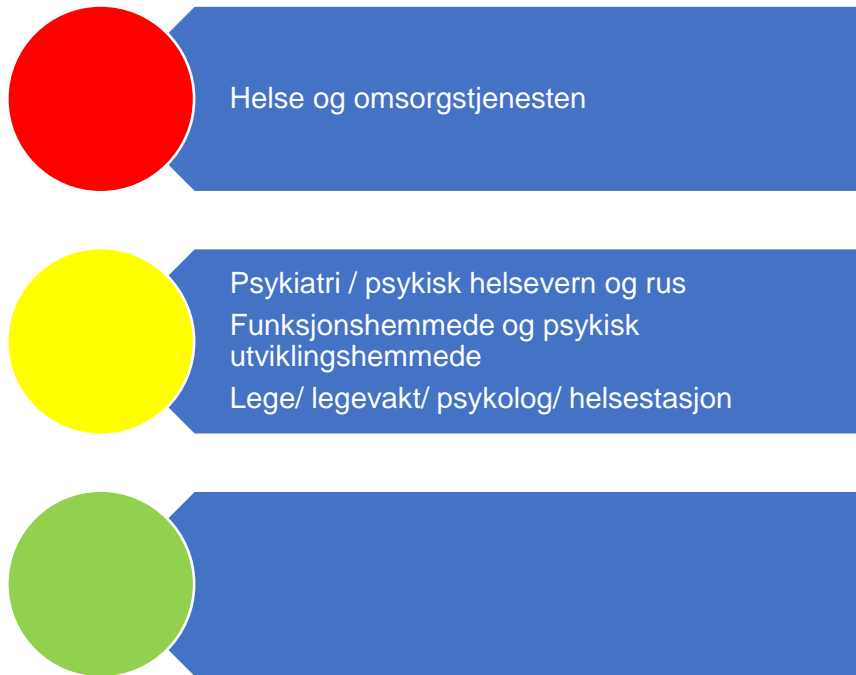 Helse og omsorgstjenesten
Psykiatri / psykisk helsevern og rus
Funksjonshemmede og psykisk
utviklingshemmede
Lege/ legevakt/ psykolog/ helsestasjon